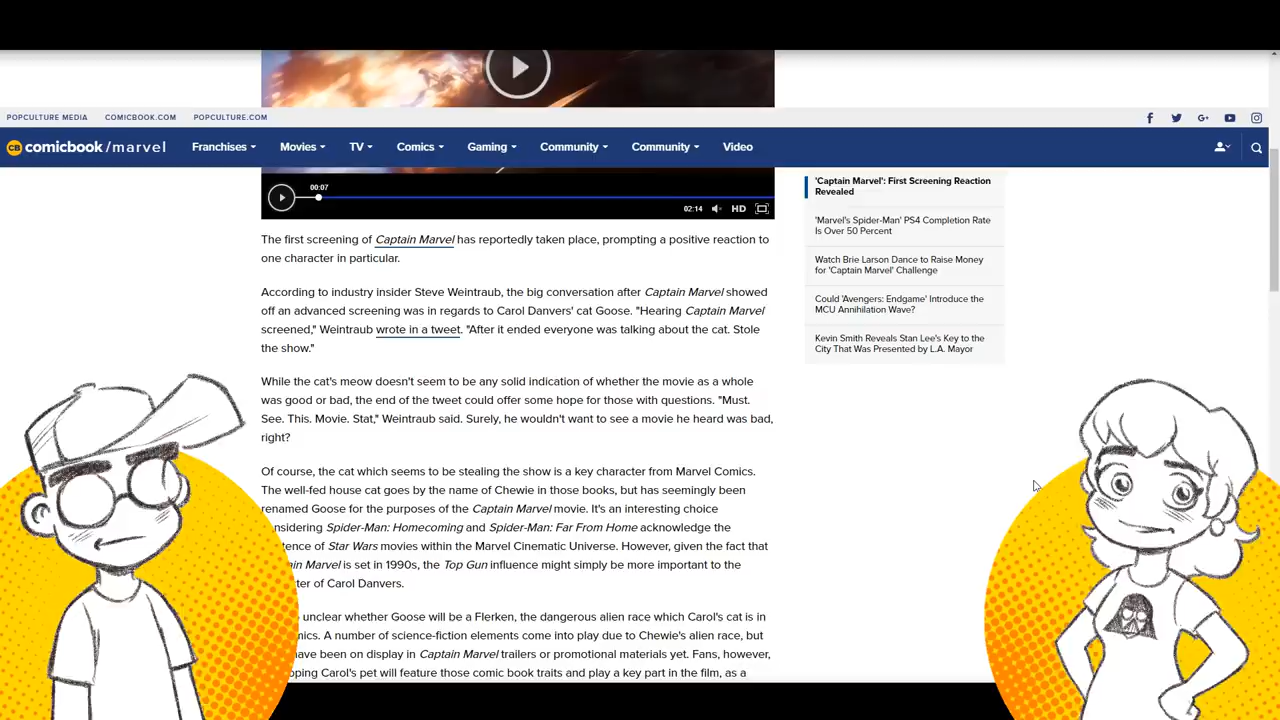 POPCULTURE MEDIA
COMICBOOK.COM
POPCULTURE.COM
CB comicbook/marvel
Franchises
Movies
TV
Comics
Gaming
Community
Community
Video
00:07
02:14
HD
The first screening of Captain Marvel has reportedly taken place, prompting a positive reaction to
one character in particular.
According to industry insider Steve Weintraub, the big conversation after Captain Marvel showed
off an advanced screening was in regards to Carol Danvers' cat Goose. "Hearing Captain Marvel
screened," Weintraub wrote in a tweet. "After it ended everyone was talking about the cat. Stole
the show."
While the cat's meow doesn't seem to be any solid indication of whether the movie as a whole
was good or bad, the end of the tweet could offer some hope for those with questions. "Must.
See. This. Movie. Stat," Weintraub said. Surely, he wouldn't want to see a movie he heard was bad,
right?
Of course, the cat which seems to be stealing the show is a key character from Marvel Comics.
The well-fed house cat goes by the name of Chewie in those books, but has seemingly been
renamed Goose for the purposes of the Captain Marvel movie. It's an interesting choice
nsidering Spider-Man: Homecoming and Spider-Man: Far From Home acknowledge the
tence of Star Wars movies within the Marvel Cinematic Universe. However, given the fact that
ain Marvel is set in 1990s, the Top Gun influence might simply be more important to the
ter of Carol Danvers.
unclear whether Goose will be a Flerken, the dangerous alien race which Carol's cat is in
mics. A number of science-fiction elements come into play due to Chewie's alien race, but
have been on display in Captain Marvel trailers or promotional materials yet. Fans, however,
ping Carol's pet will feature those comic book traits and play a key part in the film, as a
'Captain Marvel': First Screening Reaction
Revealed
'Marvel's Spider-Man' PS4 Completion Rate
Is Over 50 Percent
Watch Brie Larson Dance to Raise Money
for 'Captain Marvel' Challenge
Could 'Avengers: Endgame' Introduce the
MCU Annihilation Wave?
Kevin Smith Reveals Stan Lee's Key to the
City That Was Presented by L.A. Mayor